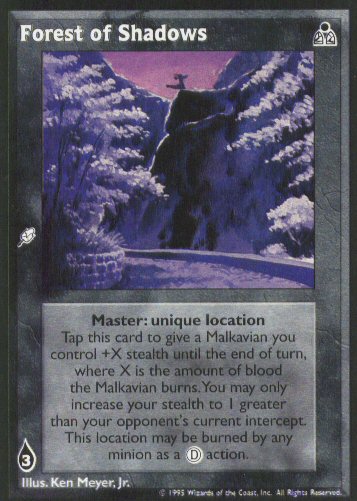 Forest of Shadows
Master: unique location
Tap this card to give a Malkavian you
control +X stealth until the end of turn,
where X is the amount of blood
the Malkavian burns. You may only
increase your stealth to 1 greater
than your opponent's current intercept.
This location may be burned by any
minion as a Ⓓ action.
3
Illus. Ken Meyer, Jr.
© 1995 Wizards of the Coast, Inc. All Rights Reserved.